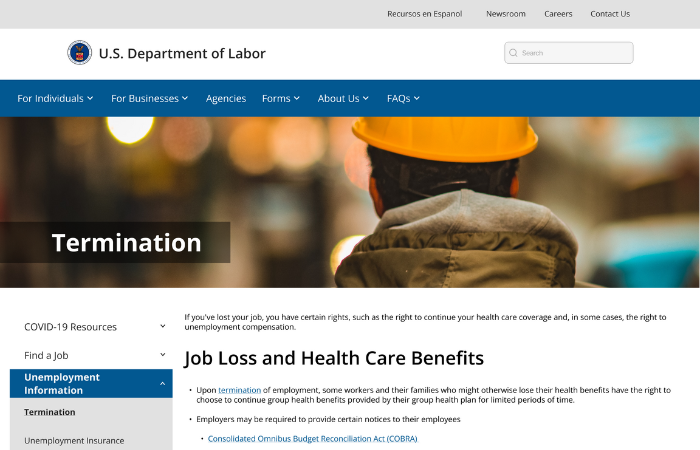 Recursos en Espanol Newsroom Careers Contact Us
U.S. Department of Labor
Search
For Individuals For Businesses Agencies Forms About Us FAQs
Termination
COVID-19 Resources
Find a Job
Unemployment
Information
Termination
Unemployment Insurance
If you've lost your job, you have certain rights, such as the right to continue your health care coverage and, in some cases, the right to
unemployment compensation.
Job Loss and Health Care Benefits
• Upon termination of employment, some workers and their families who might otherwise lose their health benefits have the right to
choose to continue group health benefits provided by their group health plan for limited periods of time.
• Employers may be required to provide certain notices to their employees
• Consolidated Omnibus Budget Reconciliation Act (COBRA)